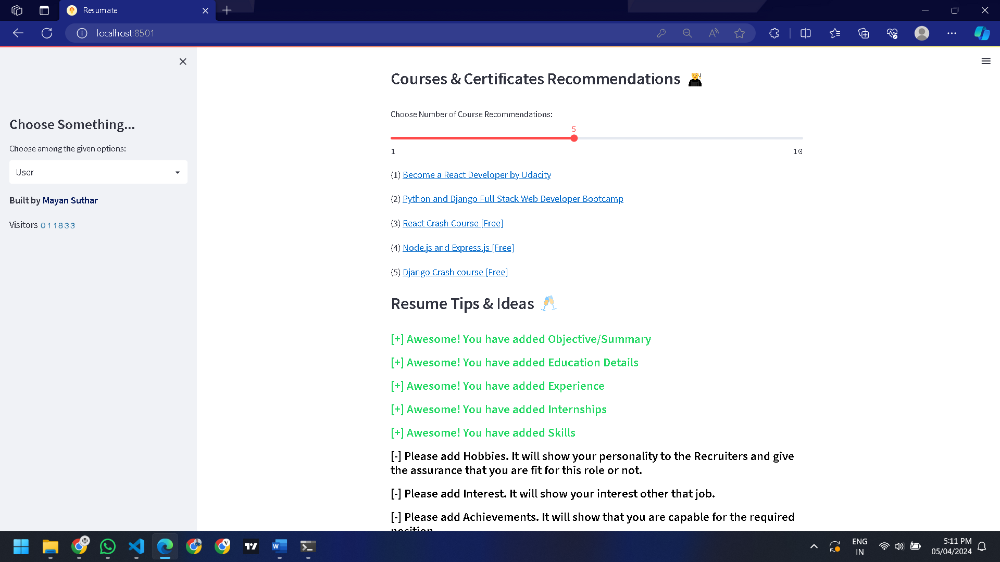 Resumate
localhost:8501
Courses & Certificates Recommendations
Choose Number of Course Recommendations:
5
1
10
(1) Become a React Developer by Udacity
(2) Python and Django Full Stack Web Developer Bootcamp
(3) React Crash Course [Free]
(4) Node.js and Express.js [Free]
(5) Django Crash course [Free]
Resume Tips & Ideas
[+] Awesome! You have added Objective/Summary
[+] Awesome! You have added Education Details
[+] Awesome! You have added Experience
[+] Awesome! You have added Internships
[+] Awesome! You have added Skills
[-] Please add Hobbies. It will show your personality to the Recruiters and give
the assurance that you are fit for this role or not.
[-] Please add Interest. It will show your interest other that job.
[-] Please add Achievements. It will show that you are capable for the required
position
Choose Something...
Choose among the given options:
User
Built by Mayan Suthar
Visitors 011833
ENG
IN
5:11 PM
05/04/2024